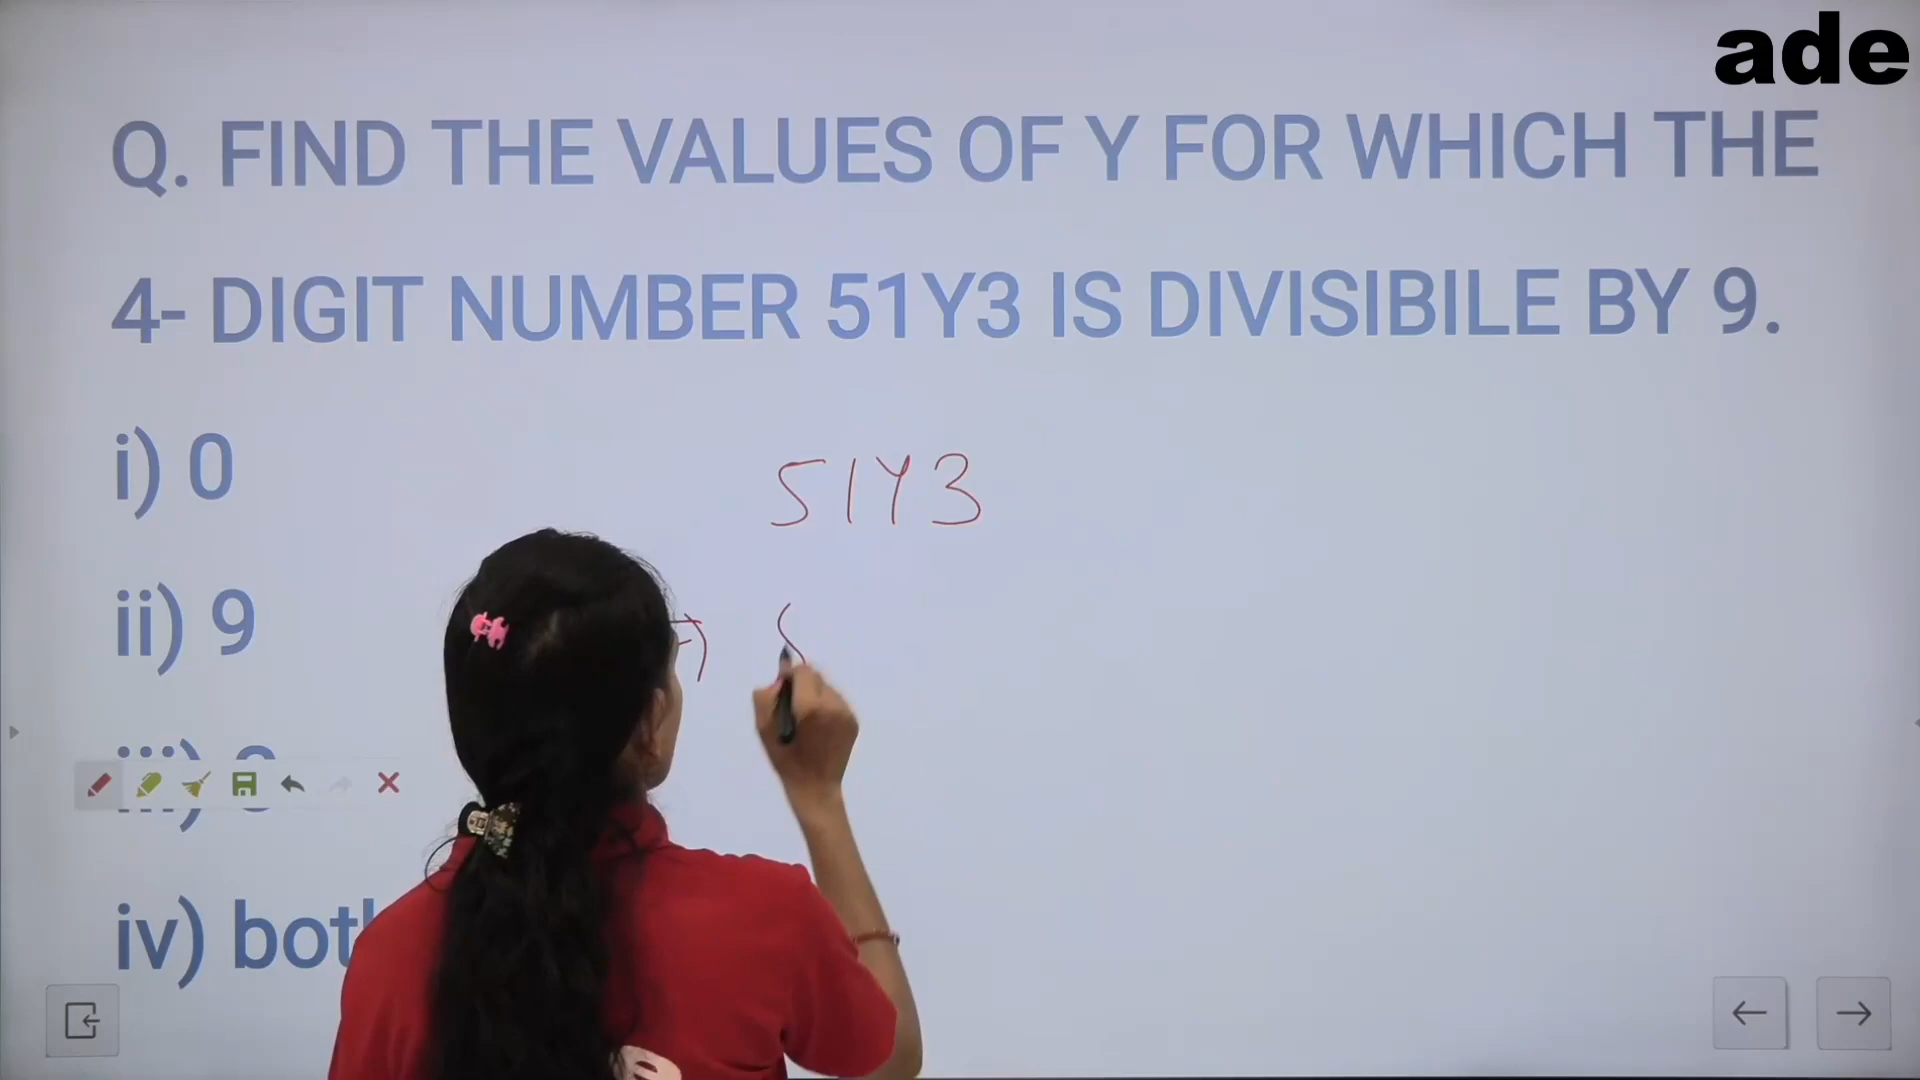 ade
Q. FIND THE VALUES OF Y FOR WHICH THE
4- DIGIT NUMBER 51Y3 IS DIVISIBILE BY 9.
i) 0
51Y3
ii) 9
iii)
iv)